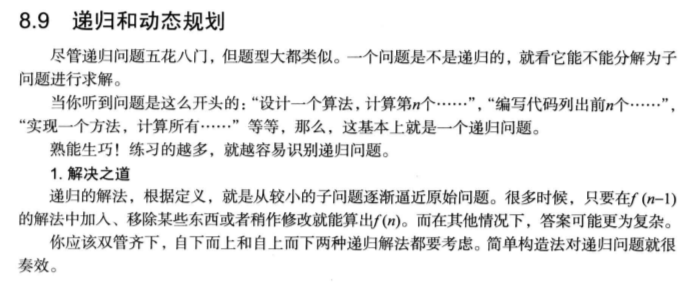 8.9 递归和动态规划
尽管递归问题五花八门，但题型大都类似。一个问题是不是递归的，就看它能不能分解为子
问题进行求解。
当你听到问题是这么开头的：“设计一个算法，计算第n个……”，“编写代码列出前n个……”，
“实现一个方法，计算所有……”等等，那么，这基本上就是一个递归问题。
熟能生巧！练习的越多，就越容易识别递归问题。
1. 解决之道
递归的解法，根据定义，就是从较小的子问题逐渐逼近原始问题。很多时候，只要在f (n–1)
的解法中加入、移除某些东西或者稍作修改就能算出f(n)。而在其他情况下，答案可能更为复杂。
你应该双管齐下，自下而上和自上而下两种递归解法都要考虑。简单构造法对递归问题就很
奏效。